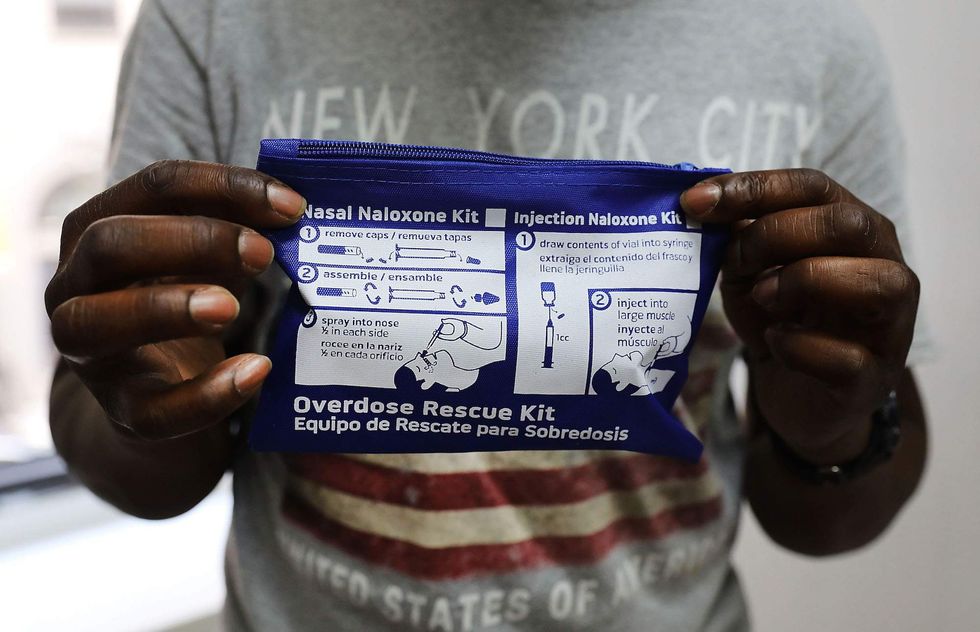 NEW YORK CITY
Nasal Naloxone Kit
1
remove caps / remueva tapas
2
assemble / ensamble
3
spray into nose
½ in each side
rocee en la nariz
½ en cada orificio
Injection Naloxone Kit
1
draw contents of vial into syringe
extraiga el contenido del frasco y
llene la jeringuilla
1cc
2
inject into
large muscle
inyecte al
músculo
Overdose Rescue Kit
Equipo de Rescate para Sobredosis
UNITED STATES OF AMERICA